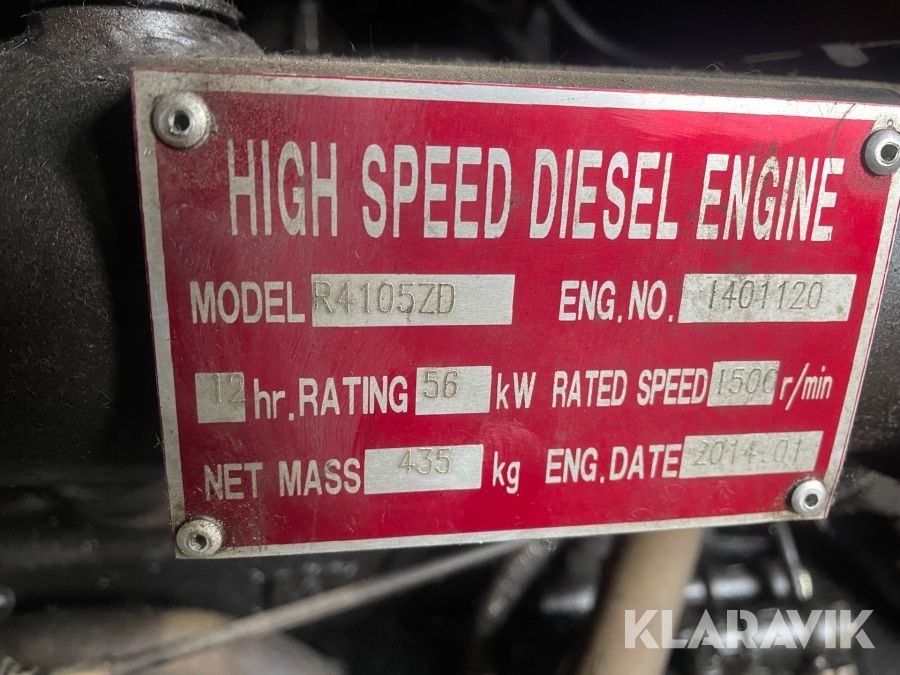 HIGH SPEED DIESEL ENGINE
MODEL R4105ZD ENG.NO. 1401120
12 hr.RATING 56 kW RATED SPEED 1500 r/min
NET MASS 435 kg ENG.DATE 2014.01
KLARAVIK